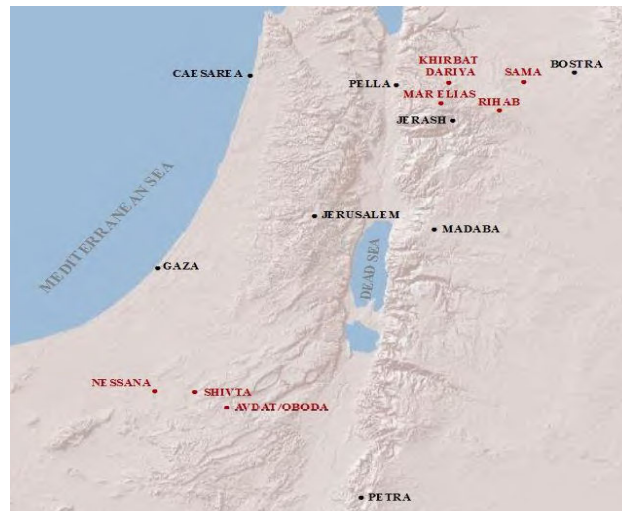 BOSTRA
KHIRBAT
DARIYA
SAMA
CAESAREA
PELLA
MAR ELIAS
RIHAB
JERASH
MEDITERRANEAN SEA
JERUSALEM
MADABA
DEAD SEA
GAZA
NESSANA
SHIVTA
AVDAT/OBODA
PETRA